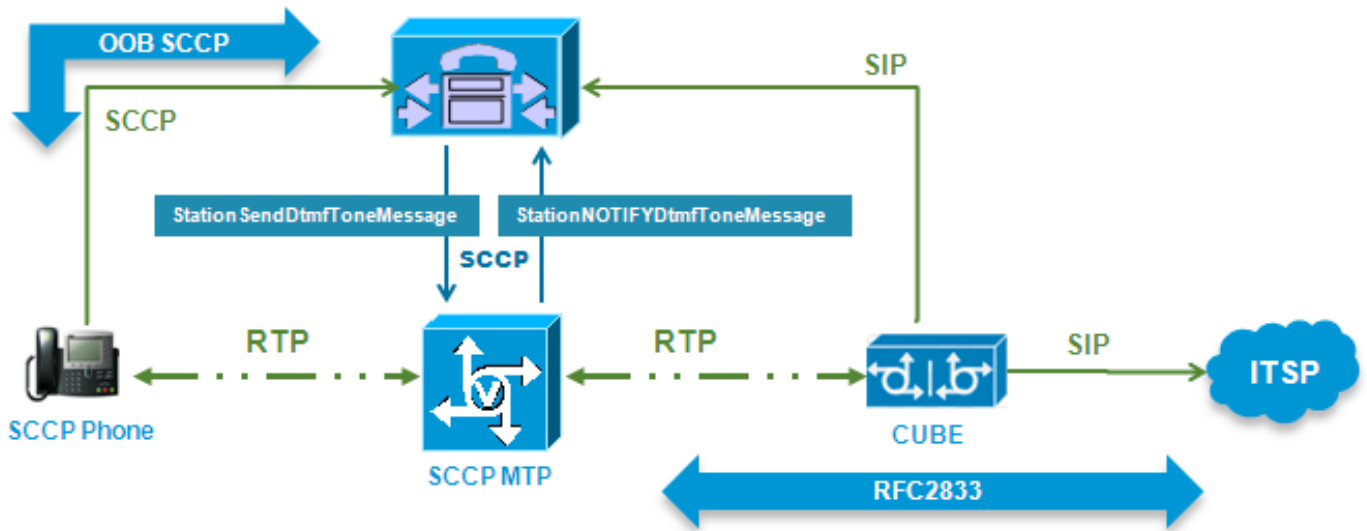 OOB SCCP
SIP
SCCP
StationSendDtmfToneMessage
StationNOTIFYDtmfToneMessage
SCCP
RTP
RTP
SIP
ITSP
V
SCCP Phone
CUBE
SCCP MTP
RFC2833